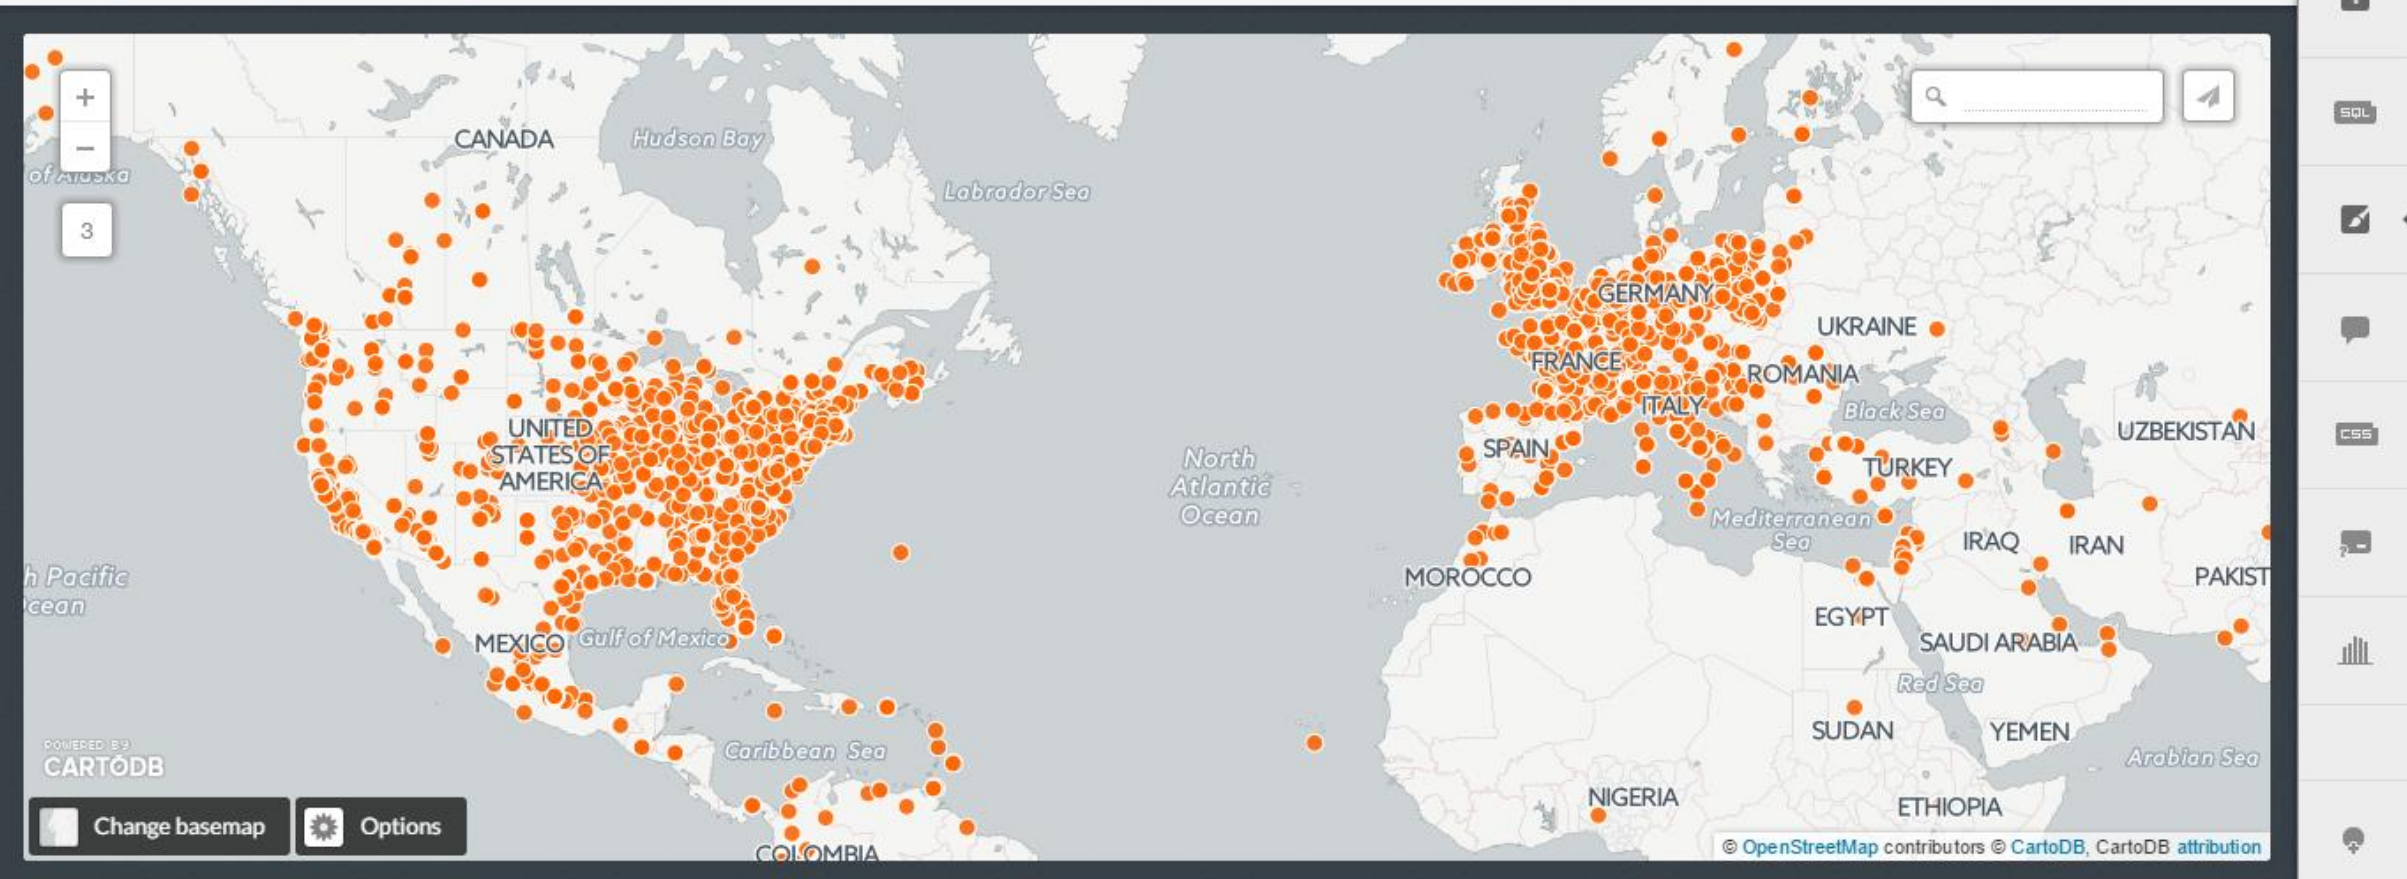 CANADA
Hudson Bay
of Alaska
Labrador Sea
3
SQL
GERMANY
UKRAINE
FRANCE
ROMANIA
ITALY
Black Sea
UNITED
STATES OF
AMERICA
SPAIN
UZBEKISTAN
CSS
TURKEY
North
Atlantic
Ocean
Mediterranean
Sea
IRAQ
IRAN
h Pacific
cean
MOROCCO
PAKIST
EGYPT
MEXICO
Gulf of Mexico
SAUDI ARABIA
Red Sea
SUDAN
YEMEN
POWERED BY
CARTODB
Caribbean Sea
Arabian Sea
NIGERIA
ETHIOPIA
Change basemap
Options
COLOMBIA
© OpenStreetMap contributors © CartoDB, CartoDB attribution